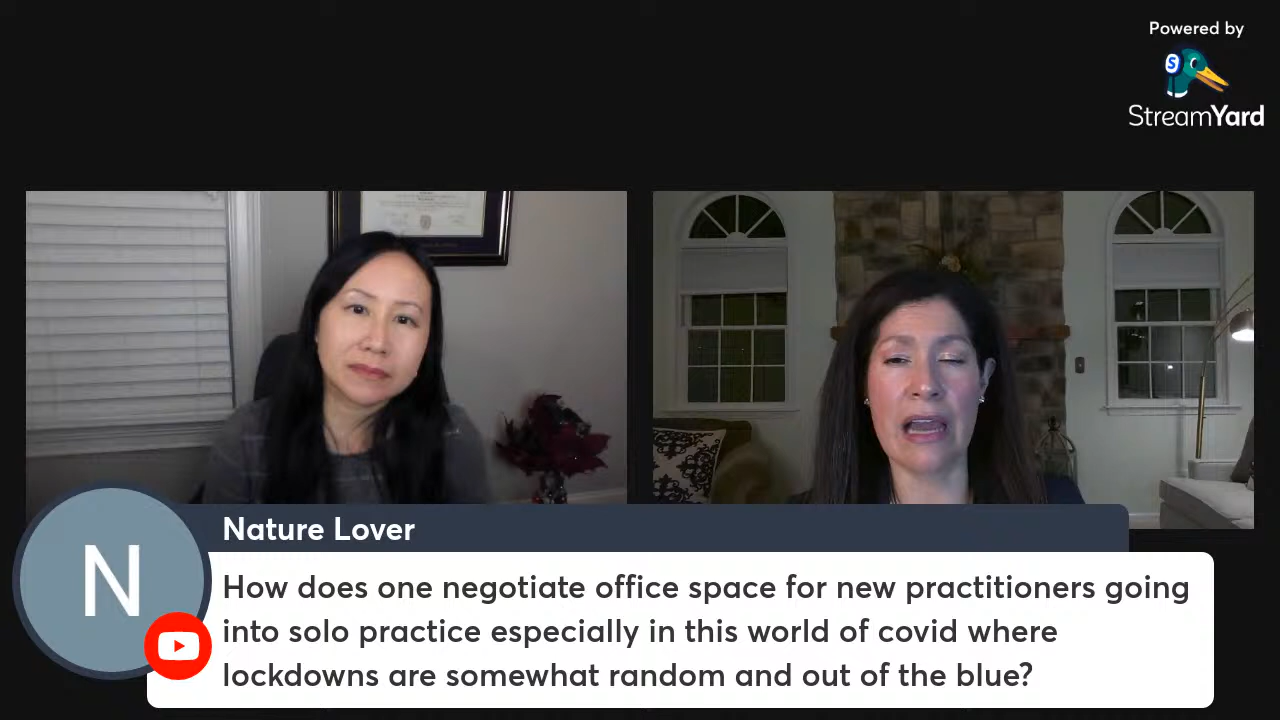 Powered by
S
StreamYard
Nature Lover
N
How does one negotiate office space for new practitioners going
into solo practice especially in this world of covid where
lockdowns are somewhat random and out of the blue?